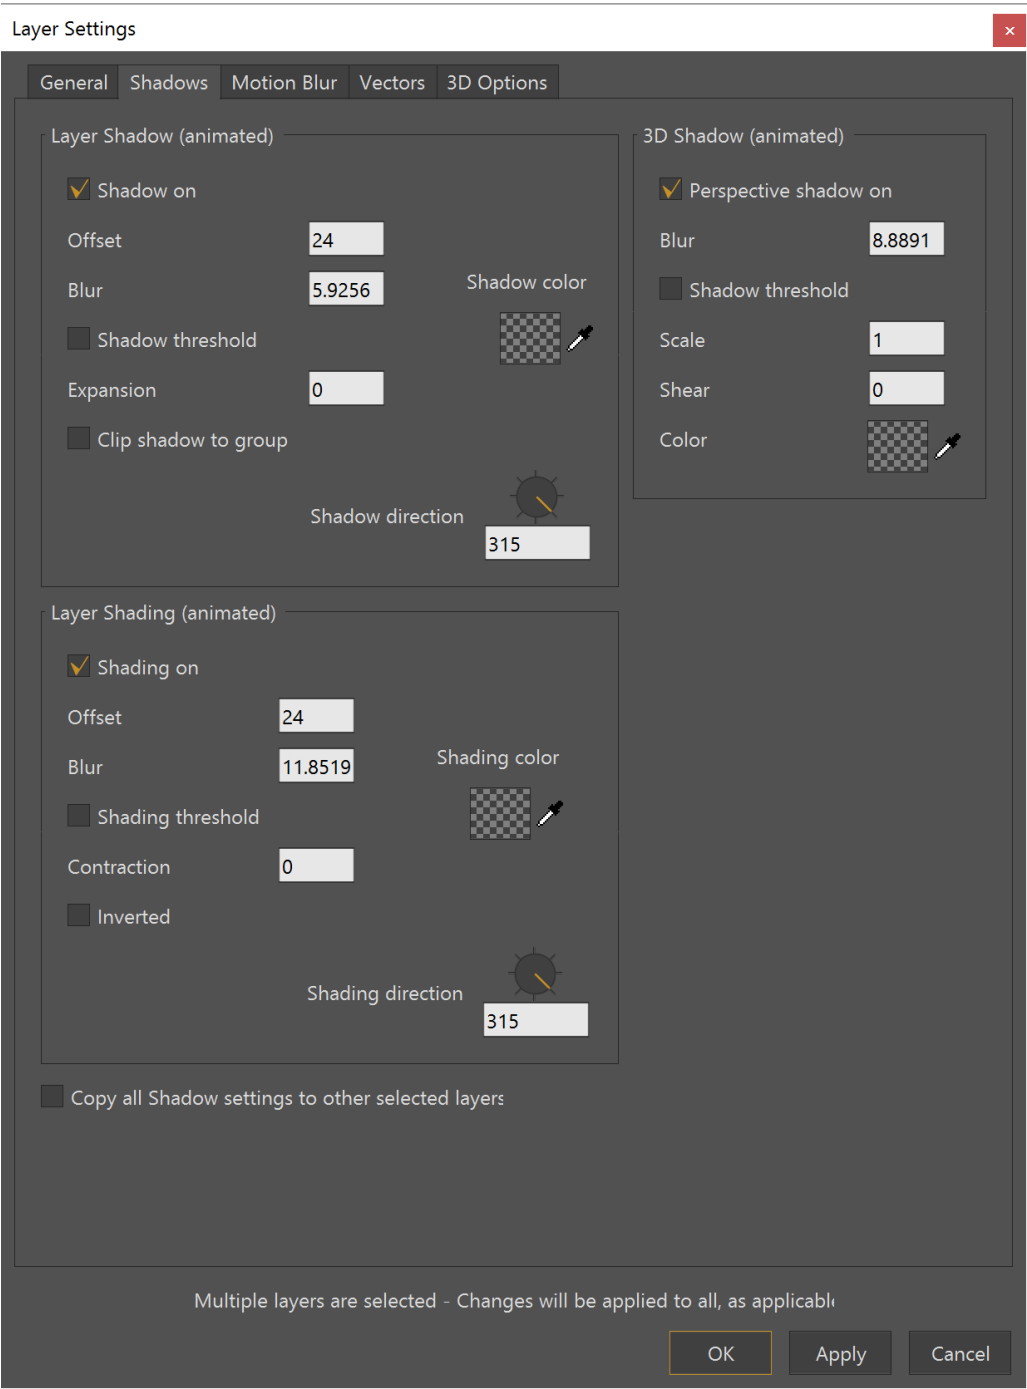 Layer Settings
General Shadows Motion Blur Vectors 3D Options
Layer Shadow (animated)
Shadow on
Offset 24
Blur 5.9256
Shadow color
Shadow threshold
Expansion 0
Clip shadow to group
Shadow direction
315
3D Shadow (animated)
Perspective shadow on
Blur 8.8891
Shadow threshold
Scale 1
Shear 0
Color
Layer Shading (animated)
Shading on
Offset 24
Blur 11.8519
Shading color
Shading threshold
Contraction 0
Inverted
Shading direction
315
Copy all Shadow settings to other selected layers
Multiple layers are selected - Changes will be applied to all, as applicable
OK Apply Cancel